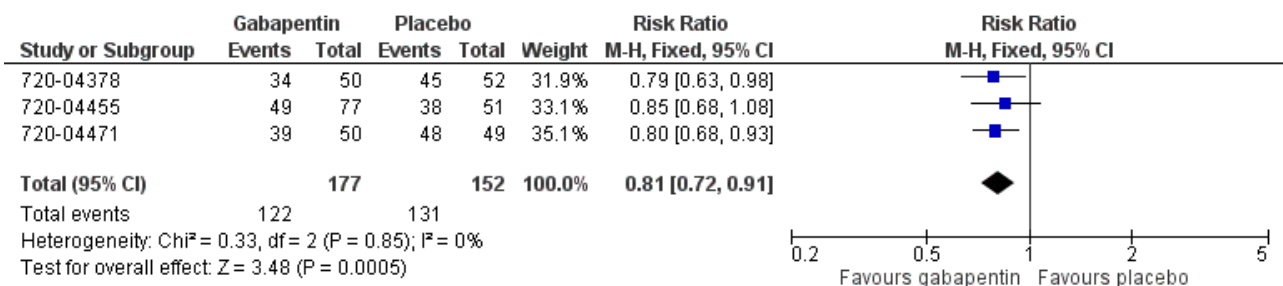 Gabapentin Placebo Risk Ratio Risk Ratio
Study or Subgroup Events Total Events Total Weight M-H, Fixed, 95% CI M-H, Fixed, 95% CI
720-04378 34 50 45 52 31.9% 0.79 [0.63, 0.98]
720-04455 49 77 38 51 33.1% 0.85 [0.68, 1.08]
720-04471 39 50 48 49 35.1% 0.80 [0.68, 0.93]
Total (95% CI) 177 152 100.0% 0.81 [0.72, 0.91]
Total events 122 131
Heterogeneity: Chi² = 0.33, df = 2 (P = 0.85); I² = 0%
Test for overall effect: Z = 3.48 (P = 0.0005)
0.2 0.5 1 2 5
Favours gabapentin Favours placebo